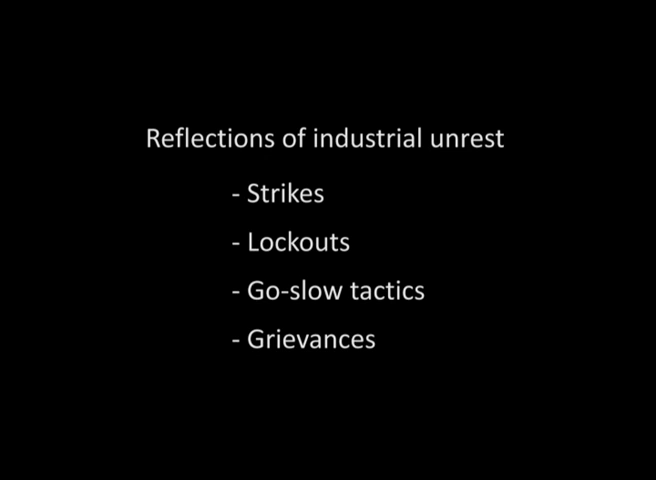 Reflections of industrial unrest
- Strikes
- Lockouts
- Go-slow tactics
- Grievances